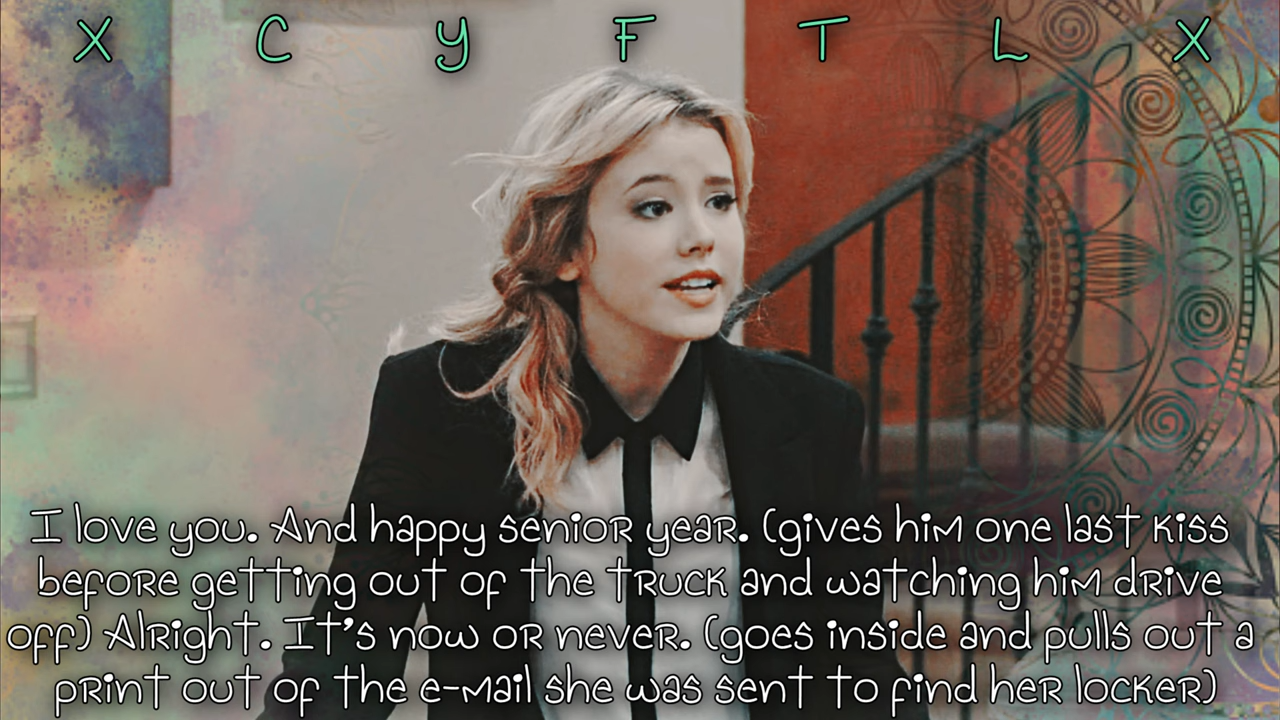 X C Y F T L X
I love you. And happy senior year. (gives him one last kiss
before getting out of the truck and watching him drive
off) Alright. It's now or never. (goes inside and pulls out a
print out of the e-mail she was sent to find her locker)